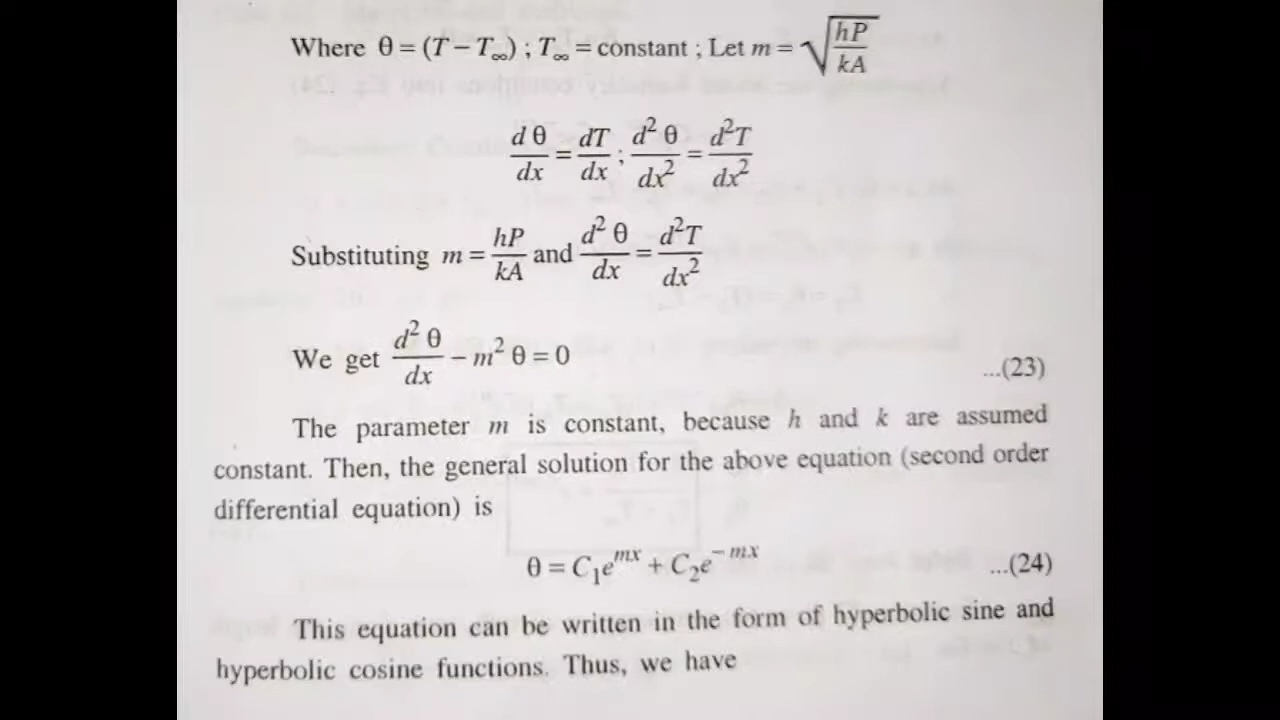 Where θ = (T − T∞) ; T∞ = constant ; Let m = √(hP/kA)
dθ/dx = dT/dx ; d²θ/dx² = d²T/dx²
Substituting m = hP/kA and d²θ/dx = d²T/dx²
We get d²θ/dx − m² θ = 0 ...(23)
The parameter m is constant, because h and k are assumed
constant. Then, the general solution for the above equation (second order
differential equation) is
θ = C₁e^mx + C₂e^−mx ...(24)
This equation can be written in the form of hyperbolic sine and
hyperbolic cosine functions. Thus, we have